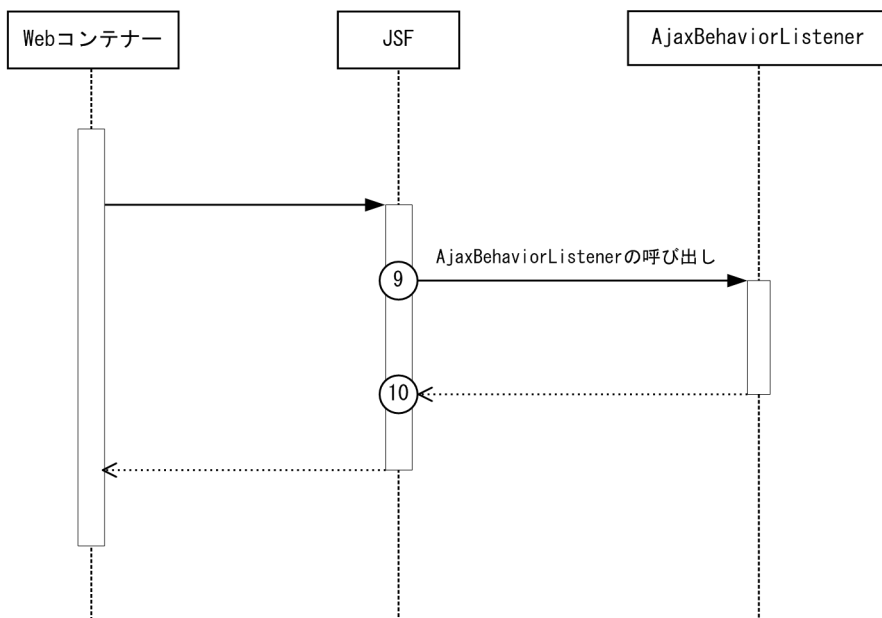 Webコンテナー
JSF
AjaxBehaviorListener
AjaxBehaviorListenerの呼び出し
9
10